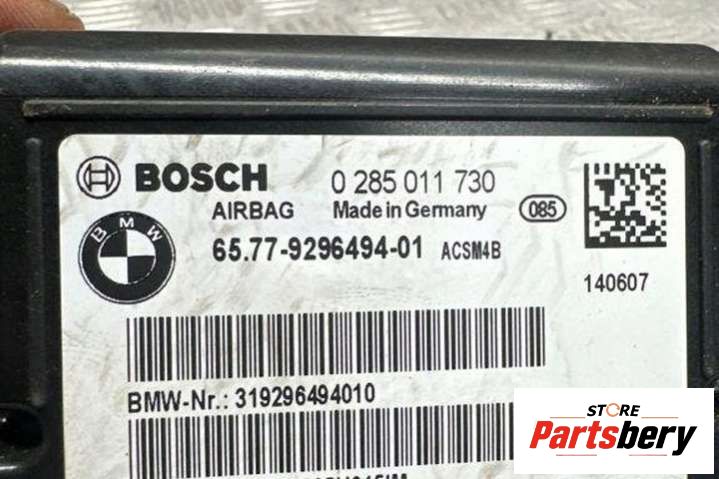 BOSCH 0 285 011 730
AIRBAG Made in Germany 085
BMW 65.77-9296494-01 ACSM4B
140607
BMW-Nr.: 319296494010
STORE
Partsbery